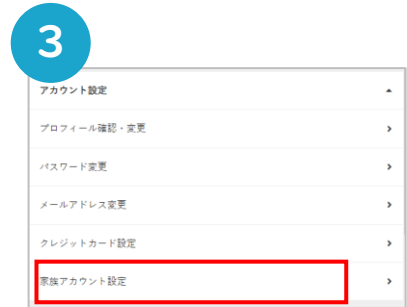 3
アカウント設定
プロフィール確認・変更
パスワード変更
メールアドレス変更
クレジットカード設定
家族アカウント設定